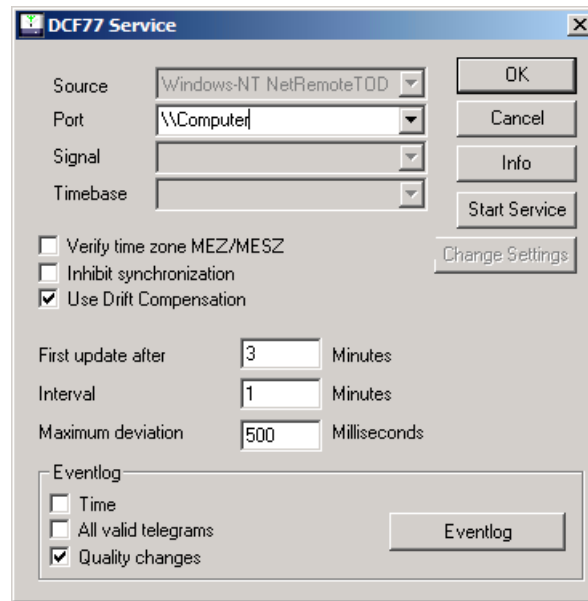 DCF77 Service
Source Windows-NT NetRemoteTOD OK
Port \\Computer Cancel
Signal Info
Timebase Start Service
Verify time zone MEZ/MESZ Change Settings
Inhibit synchronization
Use Drift Compensation
First update after 3 Minutes
Interval 1 Minutes
Maximum deviation 500 Milliseconds
Eventlog
Time
All valid telegrams Eventlog
Quality changes